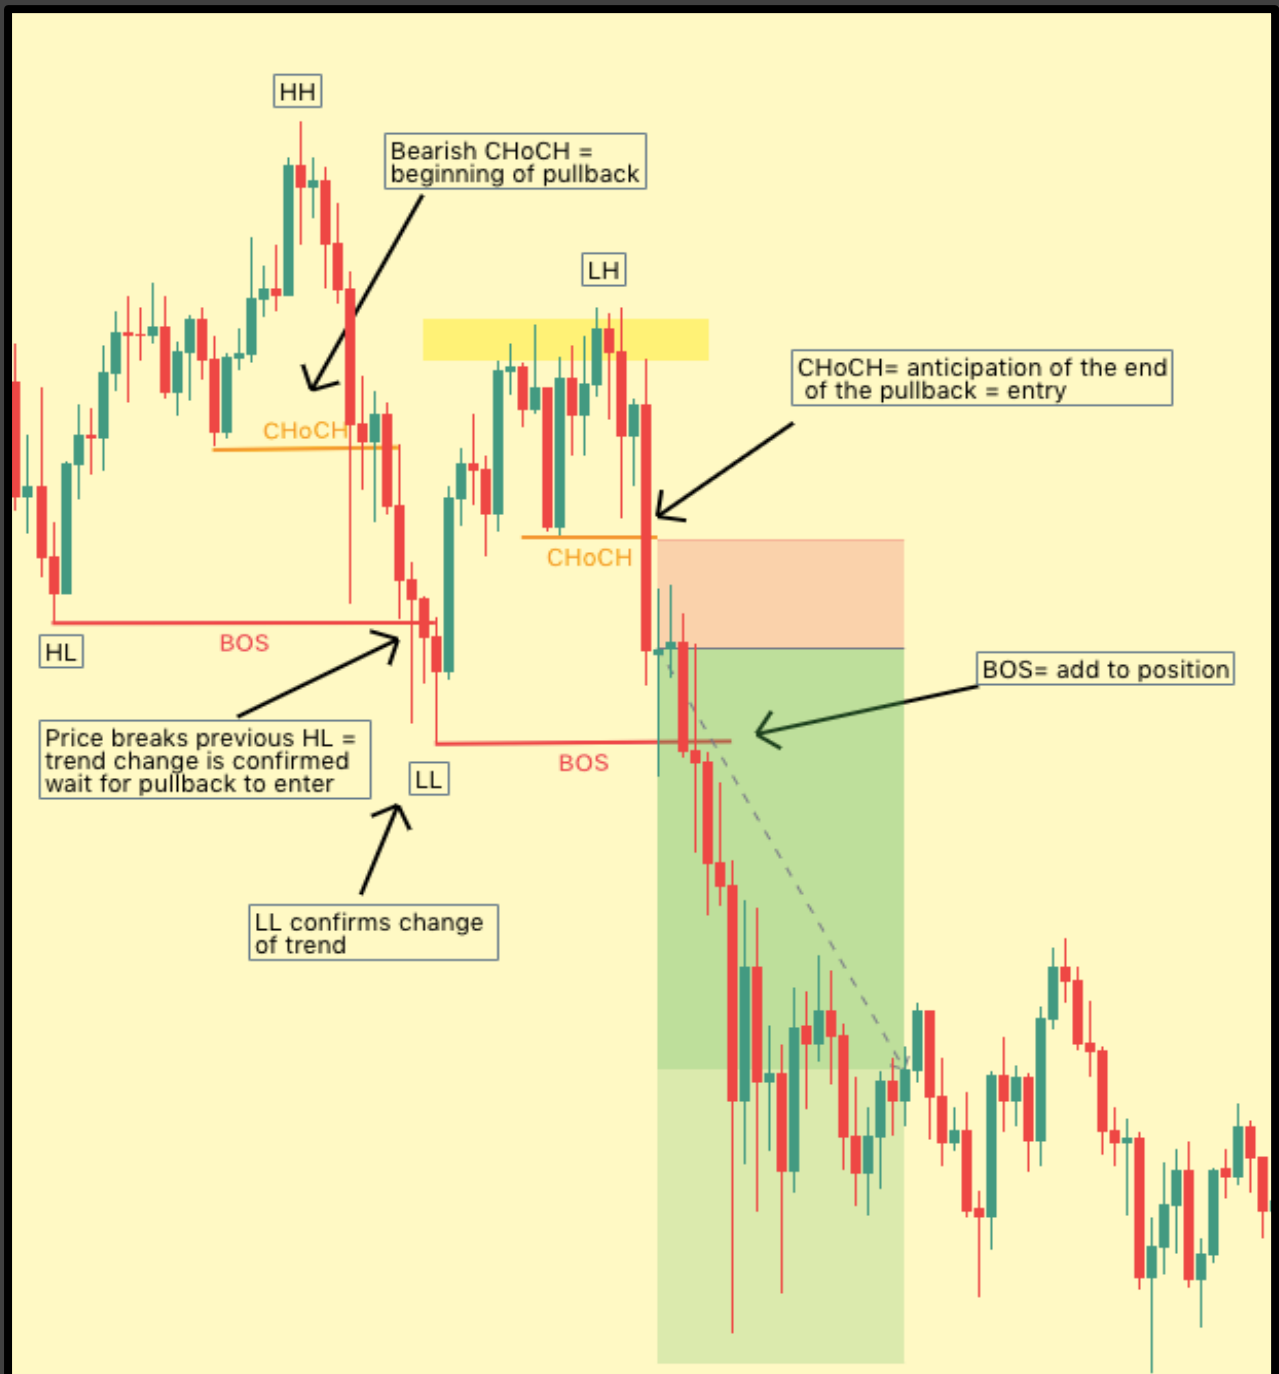 HH
Bearish CHoCH =
beginning of pullback
LH
CHoCH= anticipation of the end
of the pullback = entry
CHoCH
CHoCH
HL
BOS
BOS= add to position
Price breaks previous HL =
trend change is confirmed
wait for pullback to enter
LL
BOS
LL confirms change
of trend